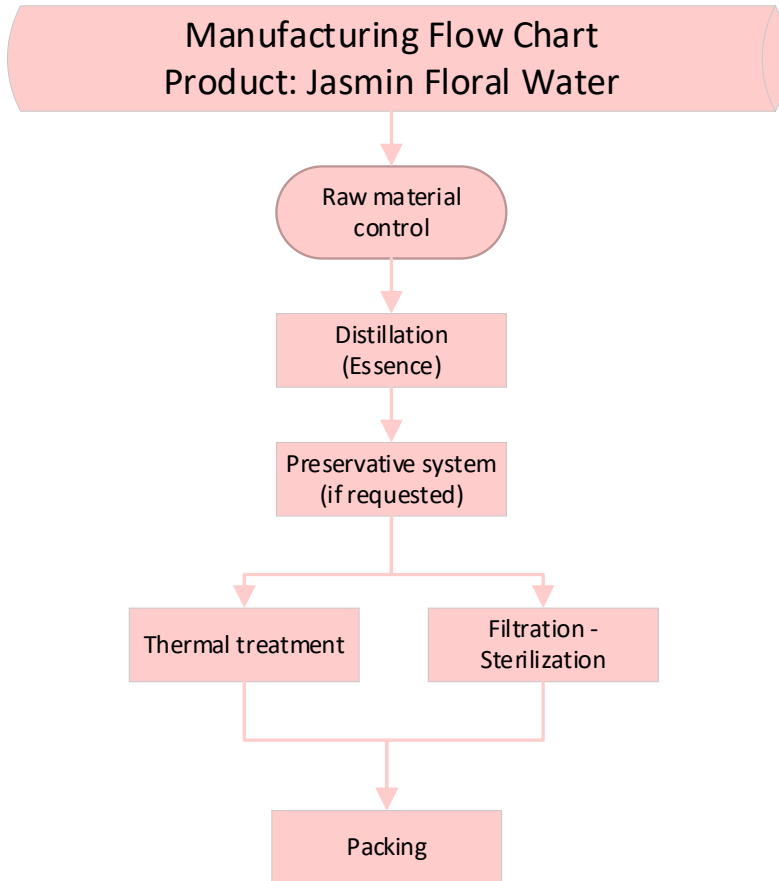 Manufacturing Flow Chart
Product: Jasmin Floral Water
Raw material
control
Distillation
(Essence)
Preservative system
(if requested)
Thermal treatment
Filtration -
Sterilization
Packing